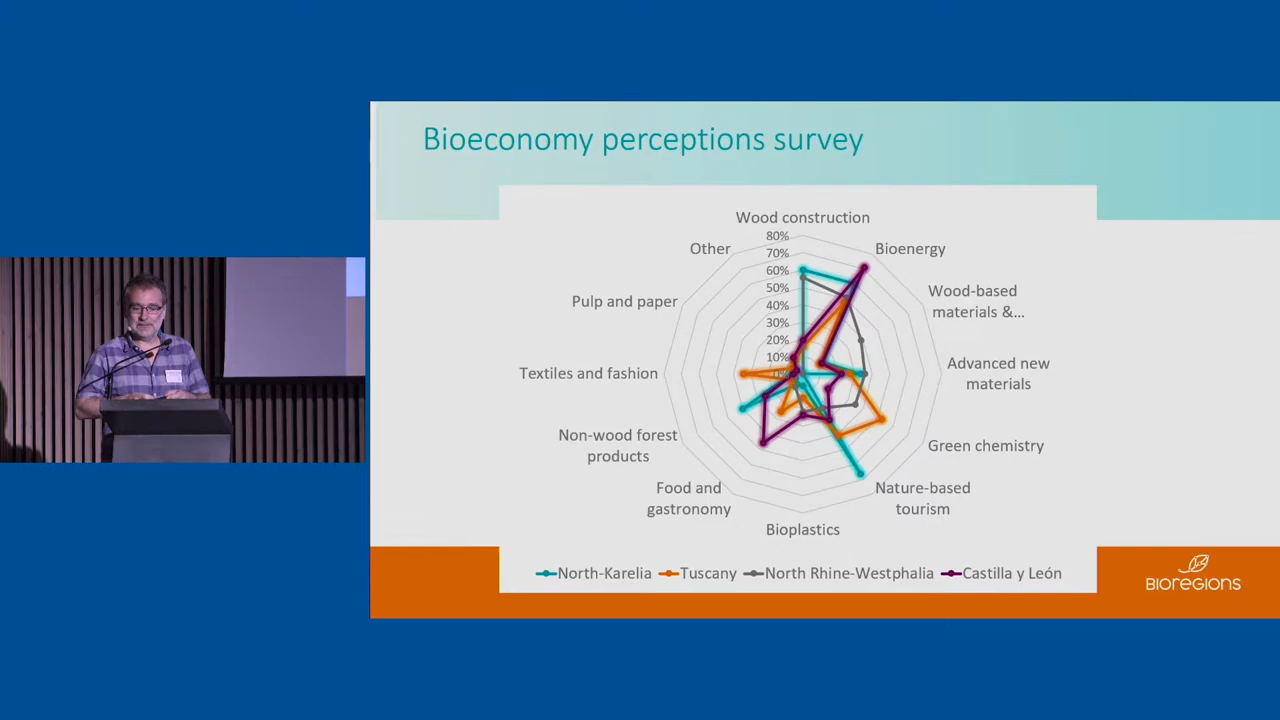 Bioeconomy perceptions survey
Wood construction
80%
70%
60%
50%
40%
30%
20%
10%
0%
Bioenergy
Wood-based
materials &...
Advanced new
materials
Green chemistry
Nature-based
tourism
Bioplastics
Food and
gastronomy
Non-wood forest
products
Textiles and fashion
Pulp and paper
Other
North-Karelia
Tuscany
North Rhine-Westphalia
Castilla y León
BIOREGIONS